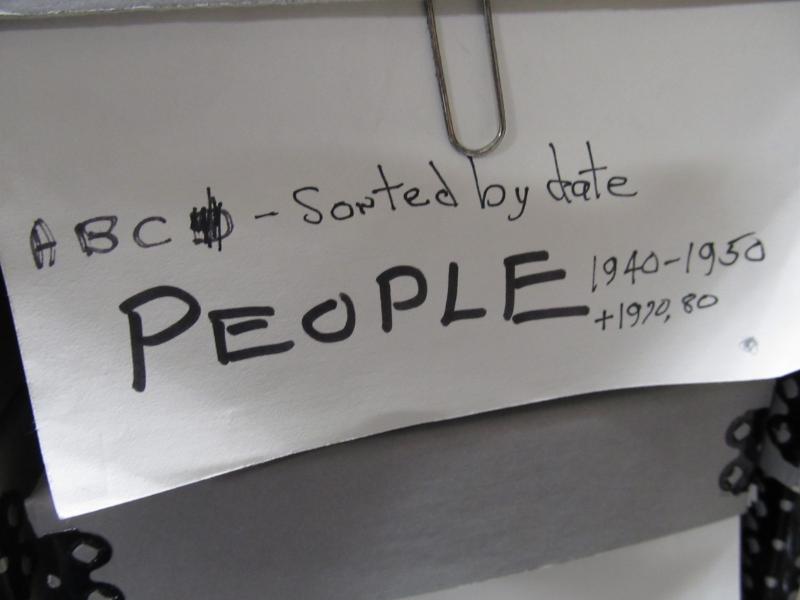 ABC - Sorted by date
PEOPLE 1940-1950
+1970, 80